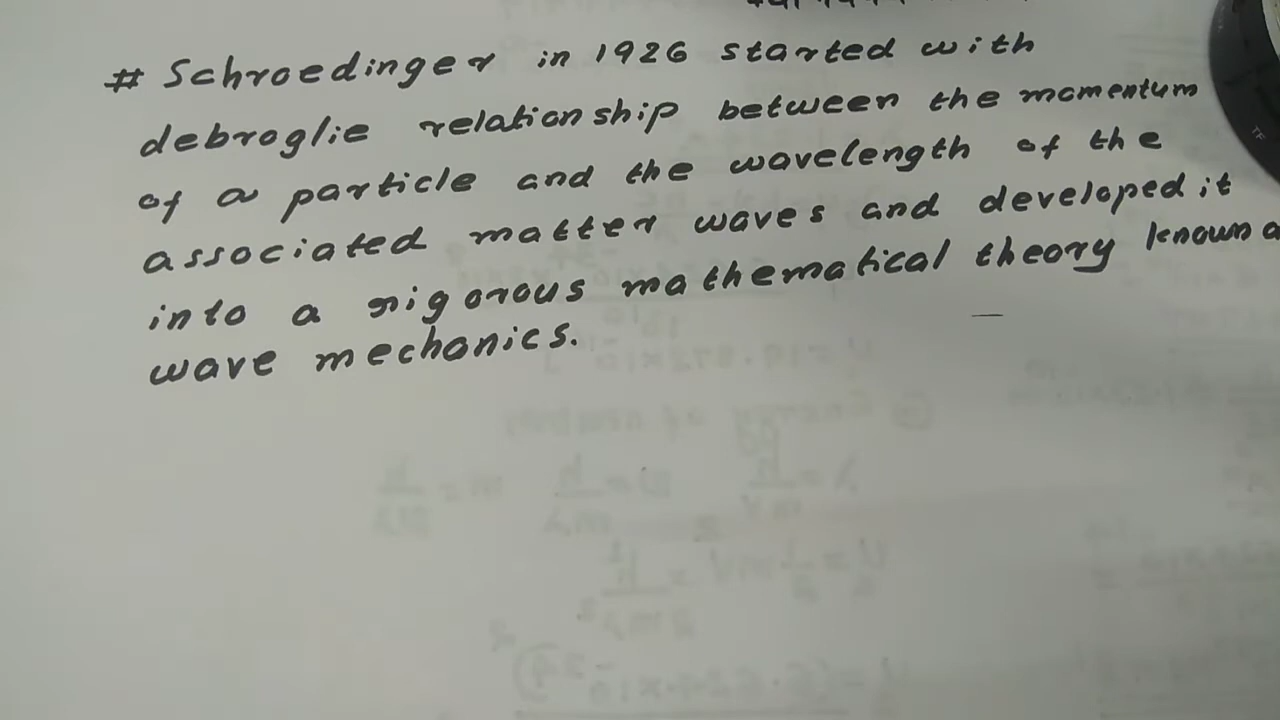 # Schroedinger in 1926 started with
debroglie relationship between the momentum
of a particle and the wavelength of the
associated matter waves and developed it
into a rigorous mathematical theory known a
wave mechanics.